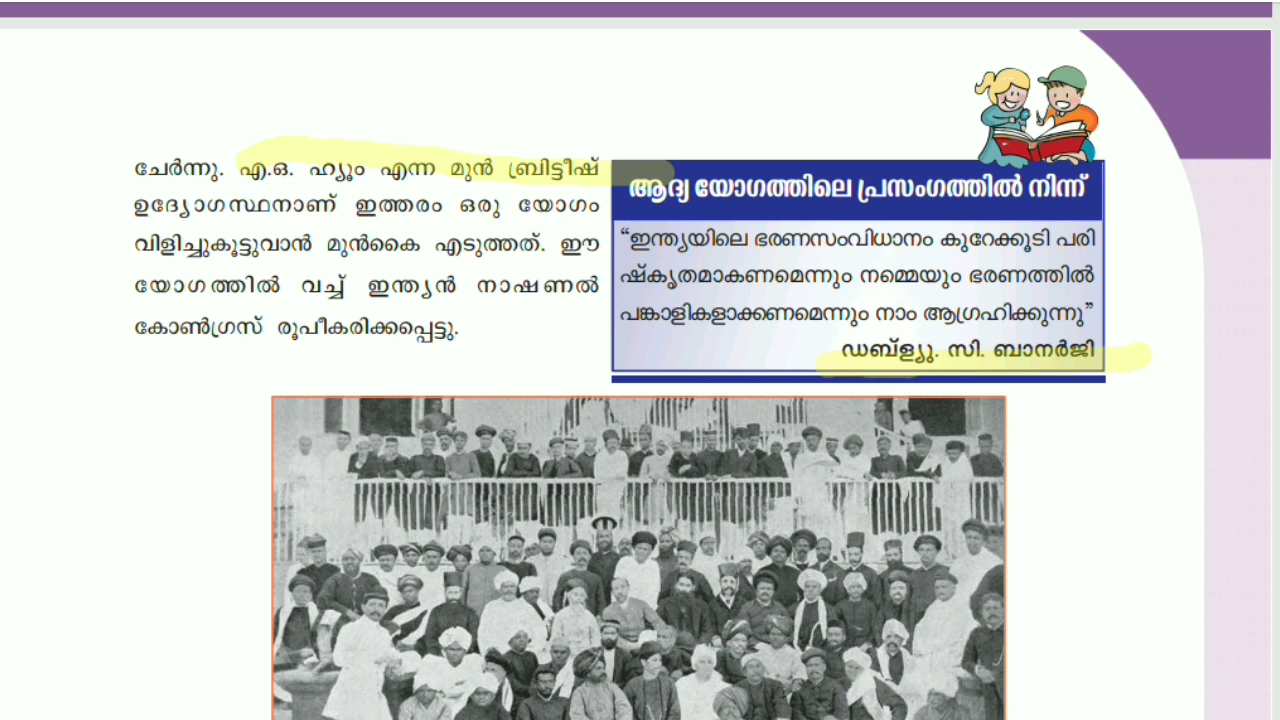 ചേർന്നു. എ.ഒ. ഹ്യൂം എന്ന മുൻ ബ്രിട്ടീഷ്
ഉദ്യോഗസ്ഥനാണ് ഇത്തരം ഒരു യോഗം
വിളിച്ചുകൂട്ടുവാൻ മുൻകൈ എടുത്തത്. ഈ
യോഗത്തിൽ വച്ച് ഇന്ത്യൻ നാഷണൽ
കോൺഗ്രസ് രൂപീകരിക്കപ്പെട്ടു.
ആദ്യ യോഗത്തിലെ പ്രസംഗത്തിൽ നിന്ന്
“ഇന്ത്യയിലെ ഭരണസംവിധാനം കുറേക്കൂടി പരി
ഷ്കൃതമാകണമെന്നും നമ്മെയും ഭരണത്തിൽ
പങ്കാളികളാക്കണമെന്നും നാം ആഗ്രഹിക്കുന്നു”
ഡബ്ള്യു. സി. ബാനർജി